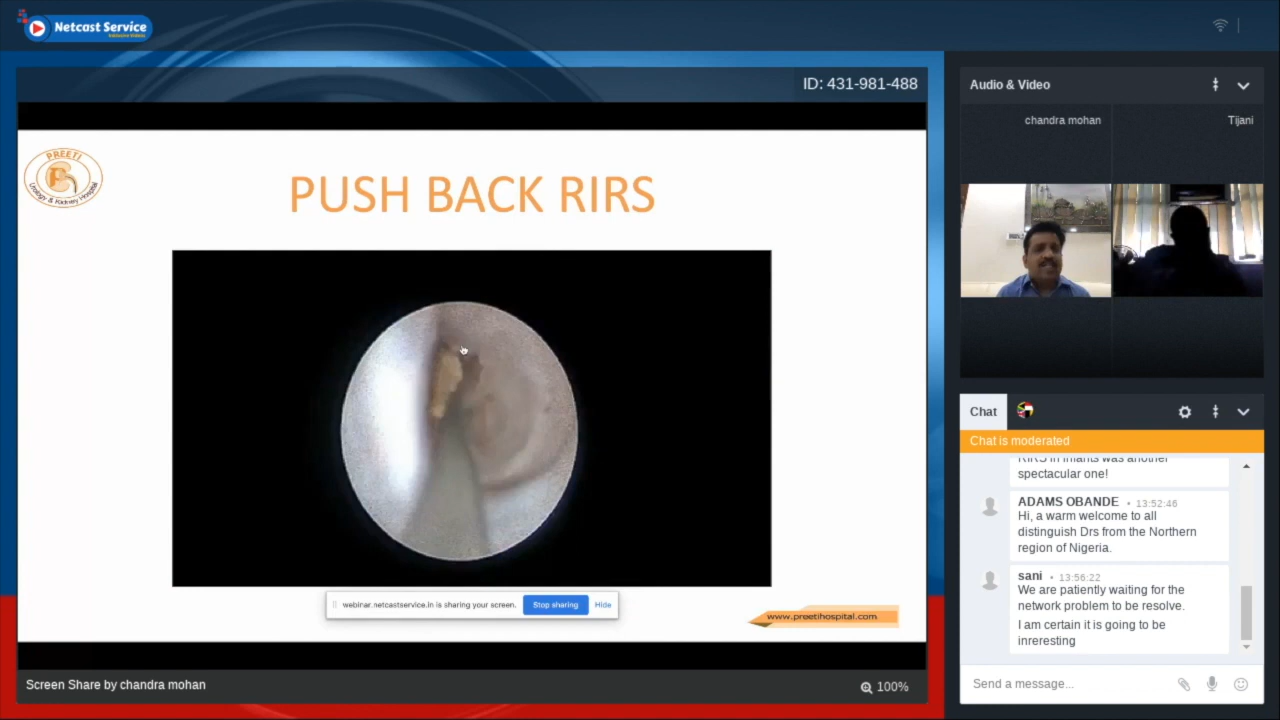 Netcast Service
ID: 431-981-488
PREETI
Urology & Kidney Hospital
PUSH BACK RIRS
webinar.netcastservice.in is sharing your screen.
Stop sharing
Hide
www.preetihospital.com
Screen Share by chandra mohan
100%
Audio & Video
chandra mohan
Tijani
Chat
Chat is moderated
RIRS in infants was another
spectacular one!
ADAMS OBANDE • 13:52:46
Hi, a warm welcome to all
distinguish Drs from the Northern
region of Nigeria.
sani • 13:56:22
We are patiently waiting for the
network problem to be resolve.
I am certain it is going to be
inreresting
Send a message...